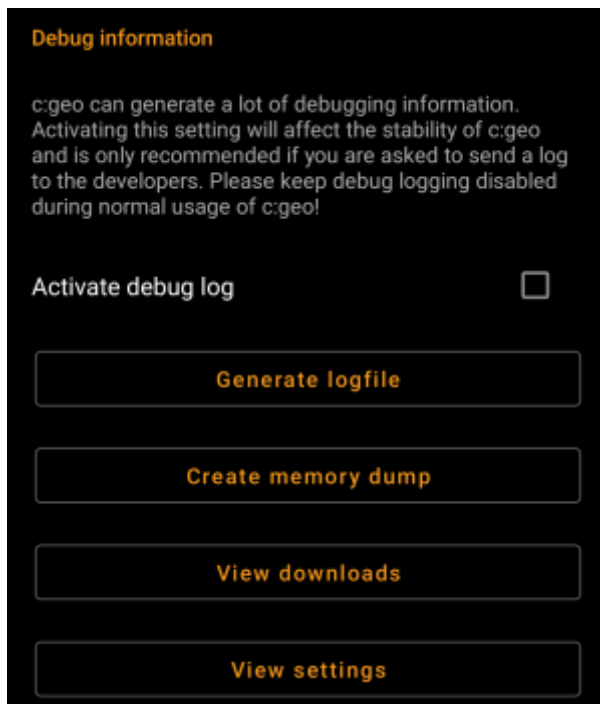 Debug information
c:geo can generate a lot of debugging information.
Activating this setting will affect the stability of c:geo
and is only recommended if you are asked to send a log
to the developers. Please keep debug logging disabled
during normal usage of c:geo!
Activate debug log
Generate logfile
Create memory dump
View downloads
View settings